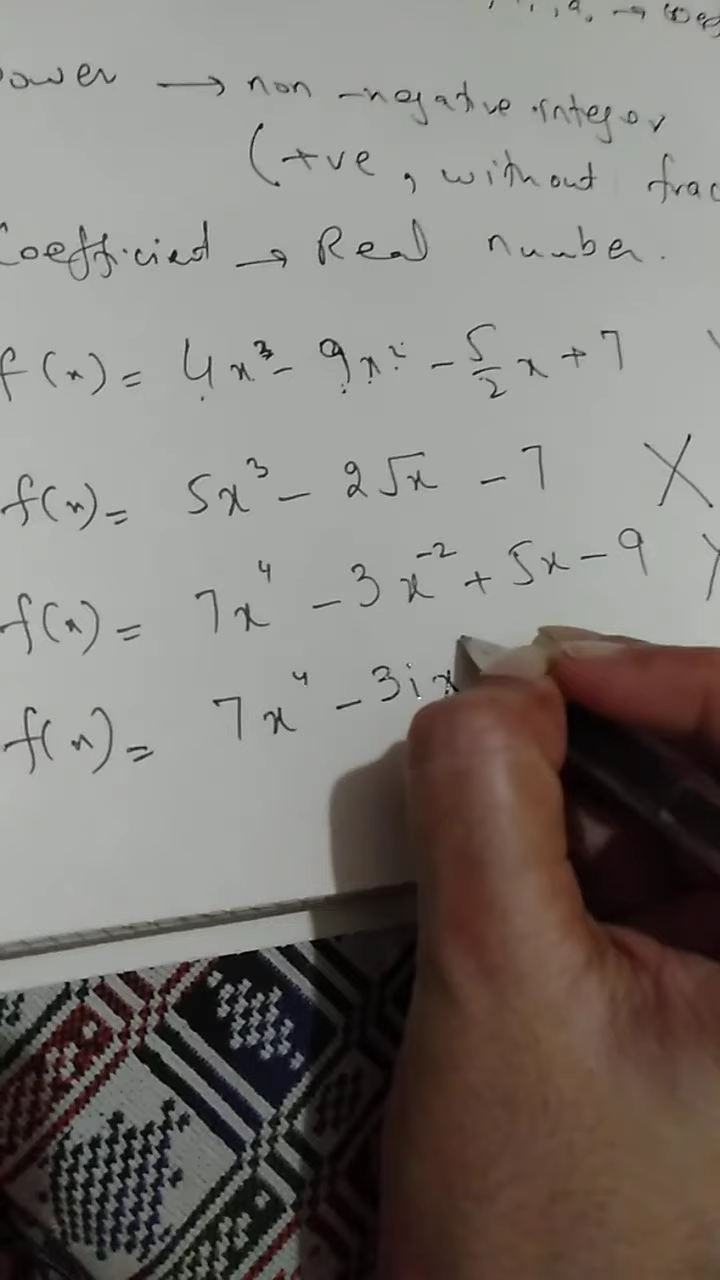 ower → non-negative integer
(+ve, without frac
Coefficient → Real number.
f(x) = 4x³ - 9x² - 5/2 x + 7
f(x) = 5x³ - 2√x - 7 X
f(x) = 7x⁴ - 3x⁻² + 5x - 9
f(x) = 7x⁴ - 3ix